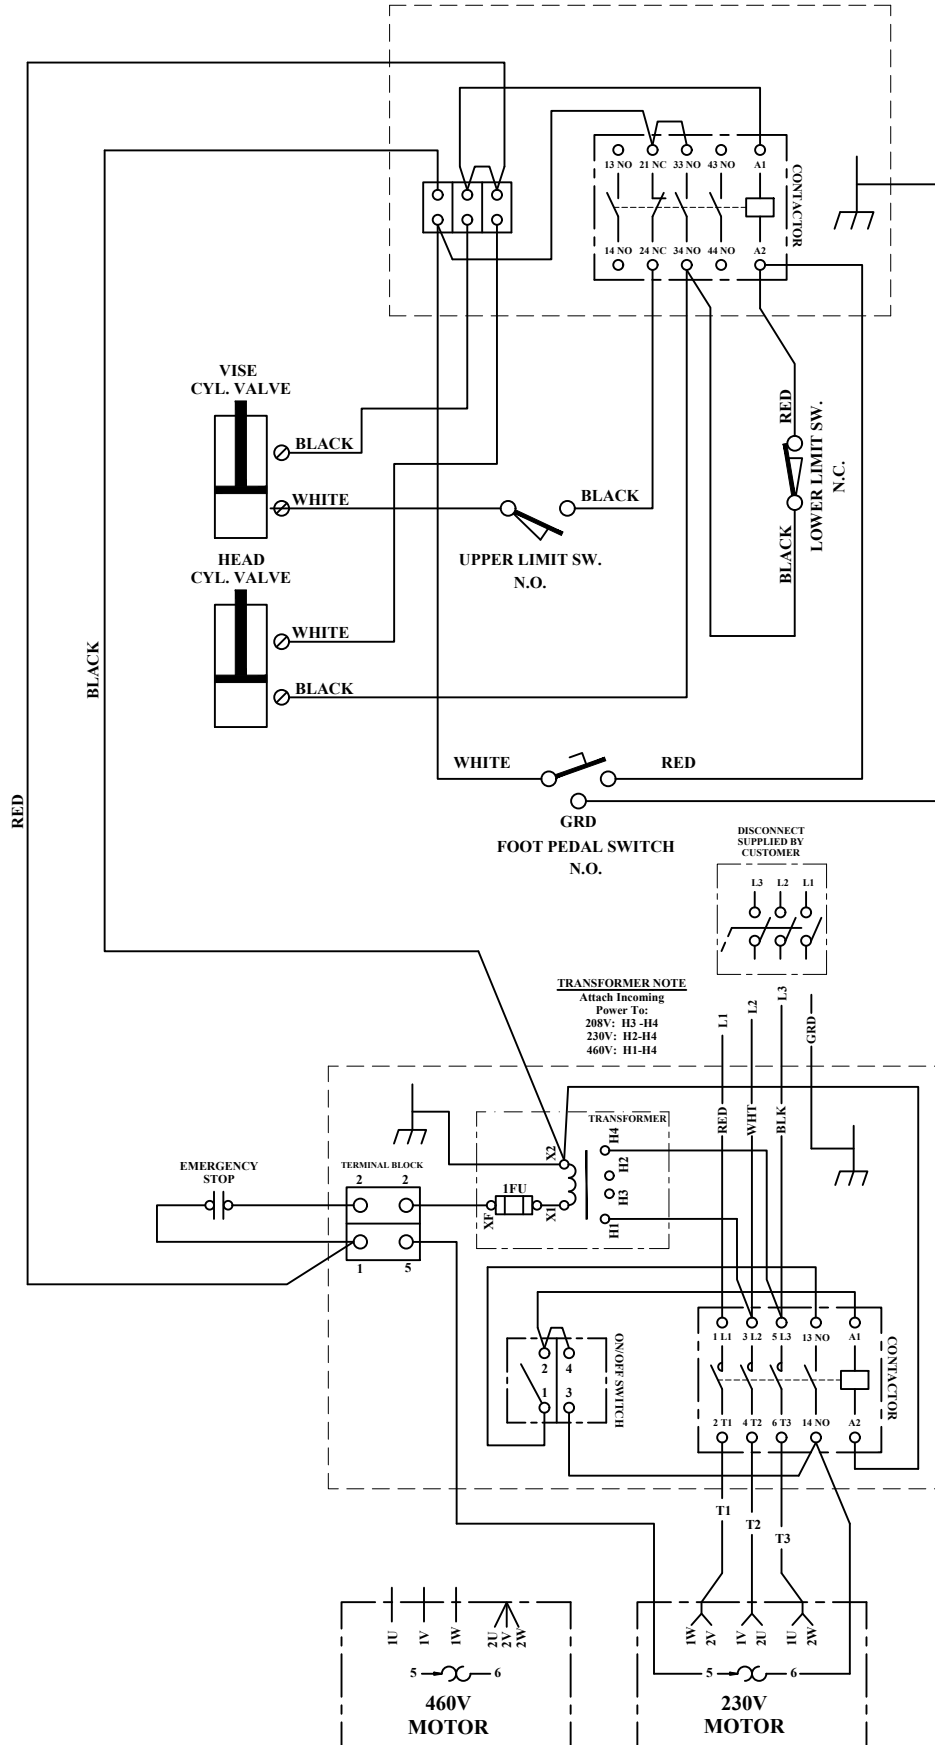 13 NO 21 NC 33 NO 43 NO A1
CONTACTOR
14 NO 24 NC 34 NO 44 NO A2
VISE
CYL. VALVE
BLACK
WHITE
BLACK
UPPER LIMIT SW.
N.O.
RED
BLACK
LOWER LIMIT SW.
N.C.
HEAD
CYL. VALVE
WHITE
BLACK
BLACK
RED
WHITE
RED
GRD
FOOT PEDAL SWITCH
N.O.
DISCONNECT
SUPPLIED BY
CUSTOMER
L3 L2 L1
TRANSFORMER NOTE
Attach Incoming
Power To:
208V: H3 -H4
230V: H2-H4
460V: H1-H4
L1
L2
L3
GRD
RED
WHT
BLK
TRANSFORMER
X2
H4
H2
H3
H1
1FU
XF
X1
EMERGENCY
STOP
TERMINAL BLOCK
2 2
1 5
ON/OFF SWITCH
2 4
1 3
1 L1 3 L2 5 L3 13 NO A1
CONTACTOR
2 T1 4 T2 6 T3 14 NO A2
T1
T2
T3
1U
1V
1W
2U
2V
2W
5 6
460V
MOTOR
1W
2V
1V
2U
1U
2W
5 6
230V
MOTOR